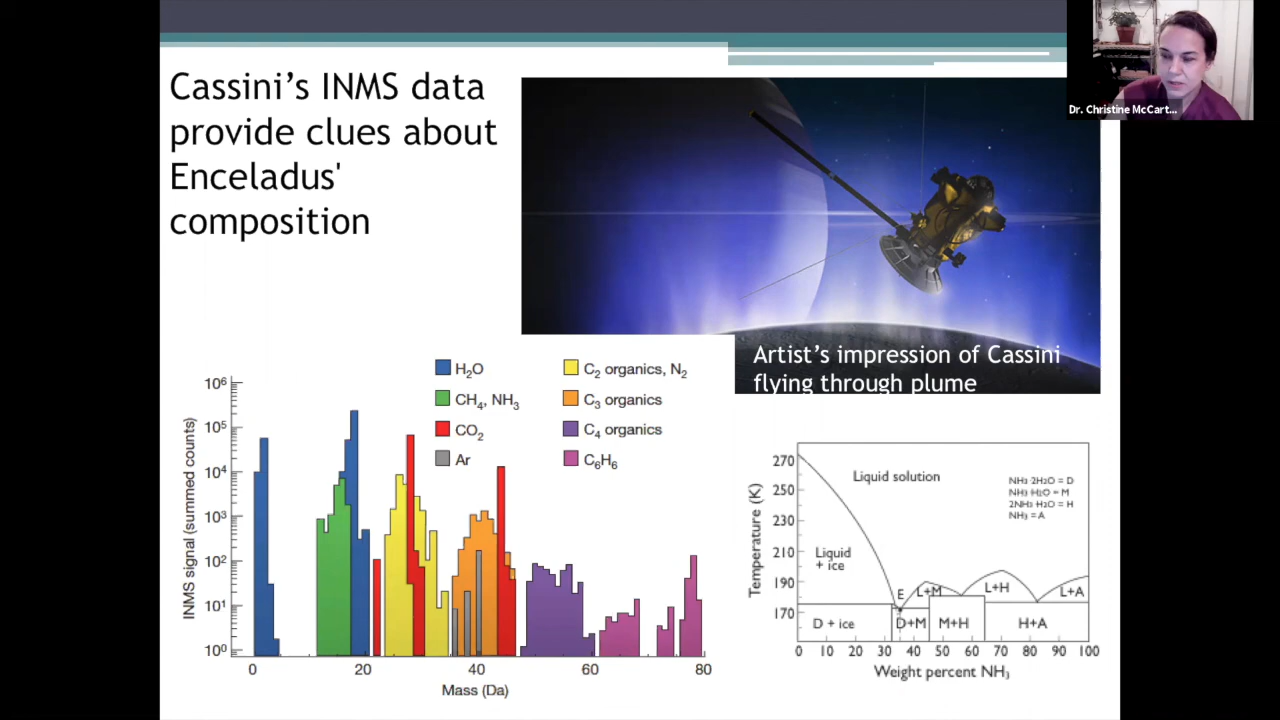 Cassini's INMS data
provide clues about
Enceladus'
composition
Dr. Christine McCart...
Artist's impression of Cassini
flying through plume
H₂O
CH₄, NH₃
CO₂
Ar
C₂ organics, N₂
C₃ organics
C₄ organics
C₆H₆
INMS signal (summed counts)
10⁶
10⁵
10⁴
10³
10²
10¹
10⁰
0 20 40 60 80
Mass (Da)
Temperature (K)
270
250
230
210
190
170
Liquid solution
NH₃ 2H₂O = D
NH₃ H₂O = M
2NH₃ H₂O = H
NH₃ = A
Liquid
+ ice
E
L+M
L+H
L+A
D + ice
D+M
M+H
H+A
0 10 20 30 40 50 60 70 80 90 100
Weight percent NH₃